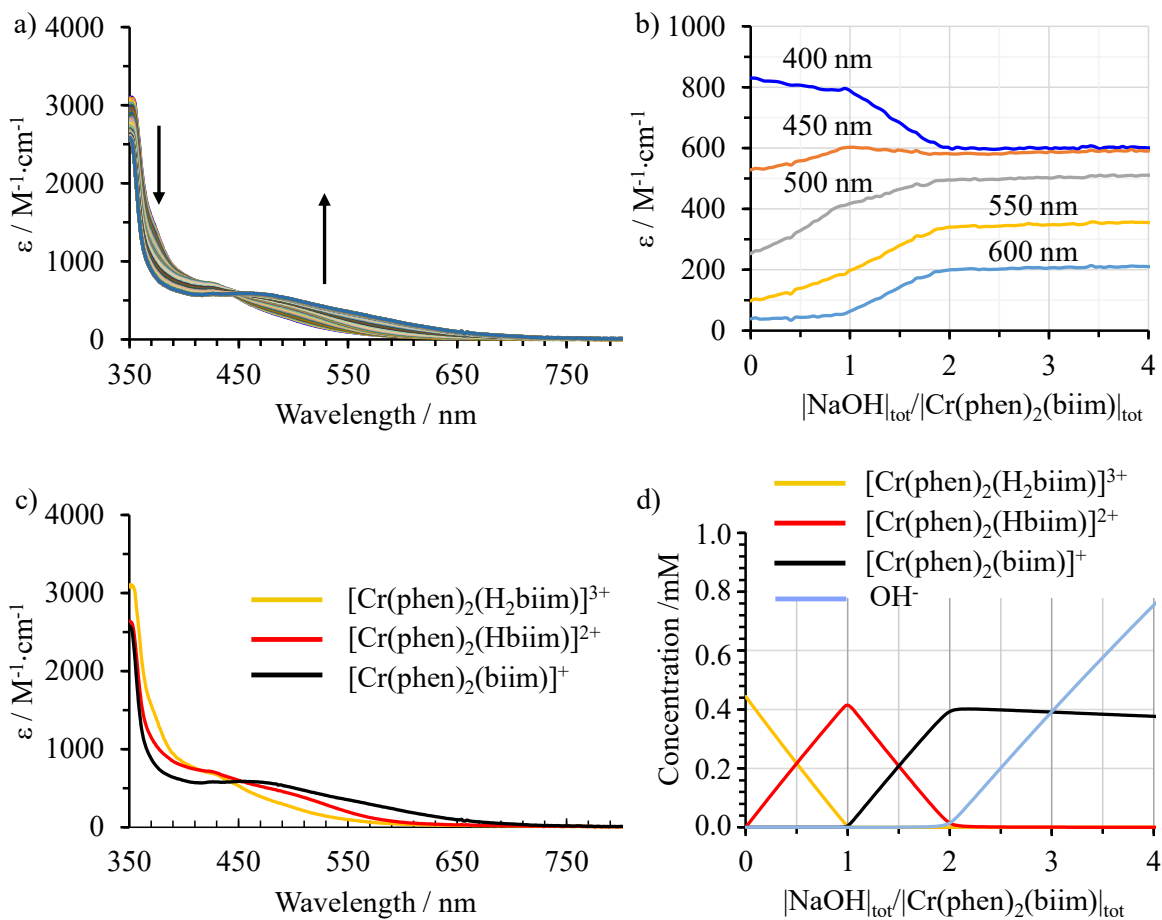 a)
4000
3000
2000
1000
0
ε / M⁻¹·cm⁻¹
350 450 550 650 750
Wavelength / nm
b)
1000
800
600
400
200
0
ε / M⁻¹·cm⁻¹
400 nm
450 nm
500 nm
550 nm
600 nm
0 1 2 3 4
|NaOH|tot/|Cr(phen)₂(biim)|tot
c)
4000
3000
2000
1000
0
ε / M⁻¹·cm⁻¹
[Cr(phen)₂(H₂biim)]³⁺
[Cr(phen)₂(Hbiim)]²⁺
[Cr(phen)₂(biim)]⁺
350 450 550 650 750
Wavelength / nm
d)
[Cr(phen)₂(H₂biim)]³⁺
[Cr(phen)₂(Hbiim)]²⁺
[Cr(phen)₂(biim)]⁺
OH⁻
1.0
0.8
0.6
0.4
0.2
0.0
Concentration /mM
0 1 2 3 4
|NaOH|tot/|Cr(phen)₂(biim)|tot